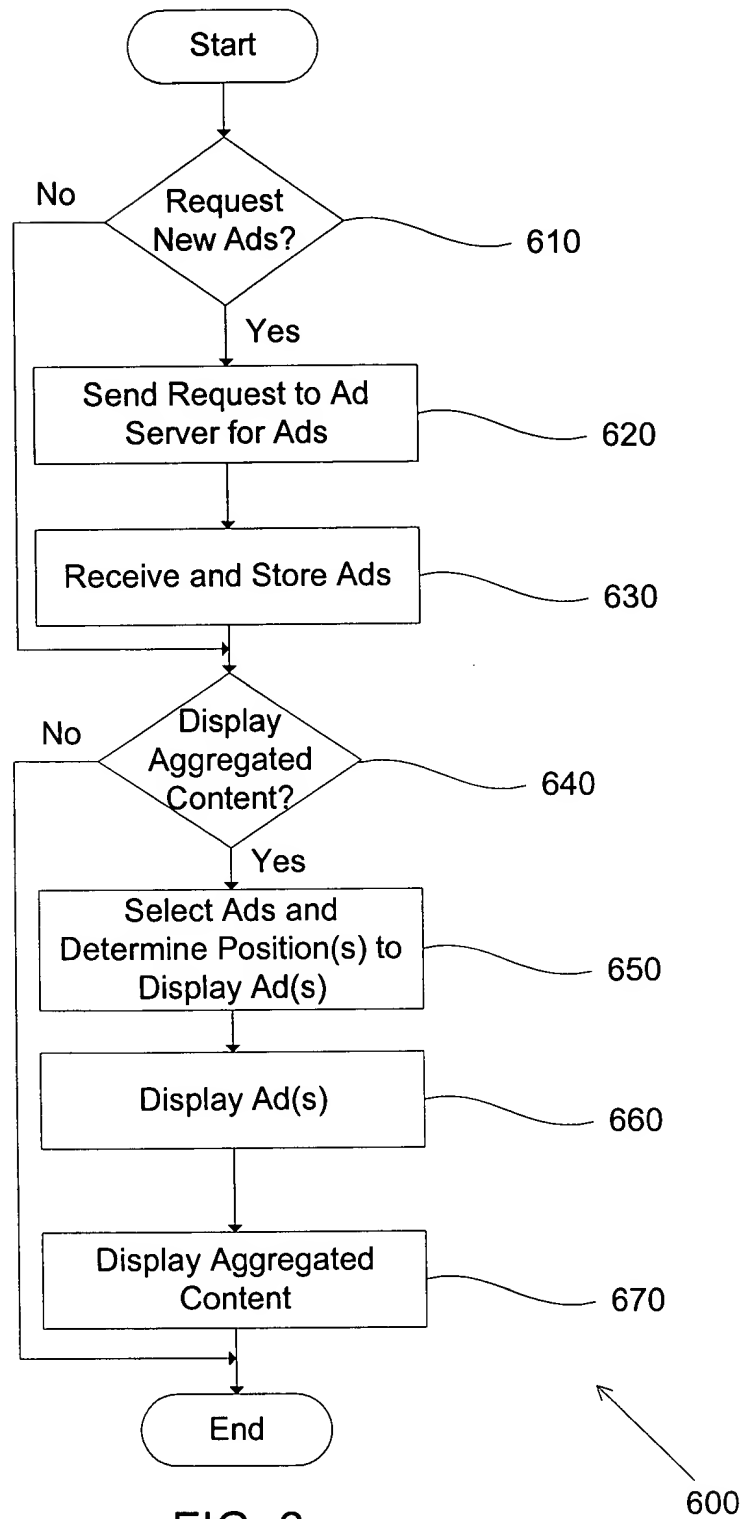 Start
No
Request
New Ads?
610
Yes
Send Request to Ad
Server for Ads
620
Receive and Store Ads
630
No
Display
Aggregated
Content?
640
Yes
Select Ads and
Determine Position(s) to
Display Ad(s)
650
Display Ad(s)
660
Display Aggregated
Content
670
End
600
FIG.